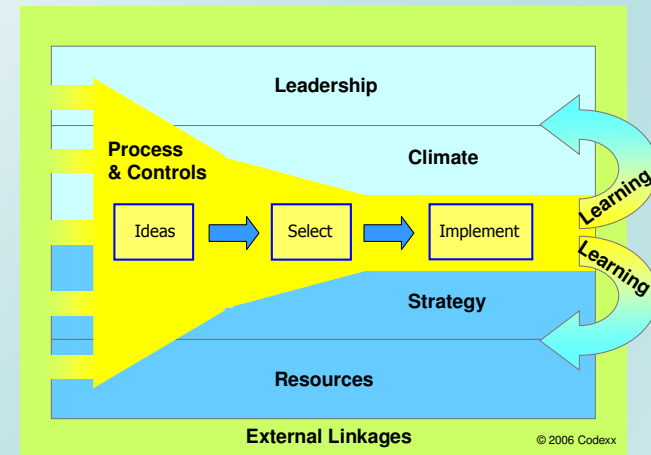 Leadership
Process
& Controls
Climate
Learning
Ideas
Select
Implement
Learning
Strategy
Resources
External Linkages
© 2006 Codexx